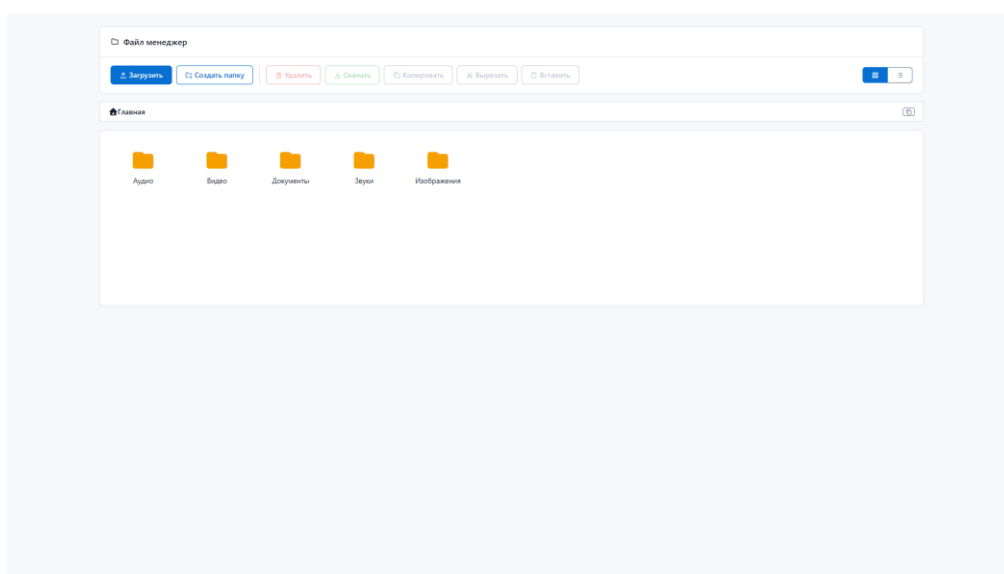 Файл менеджер
Загрузить Создать папку Удалить Скачать Копировать Вырезать Вставить
Главная
Аудио Видео Документы Звуки Изображения